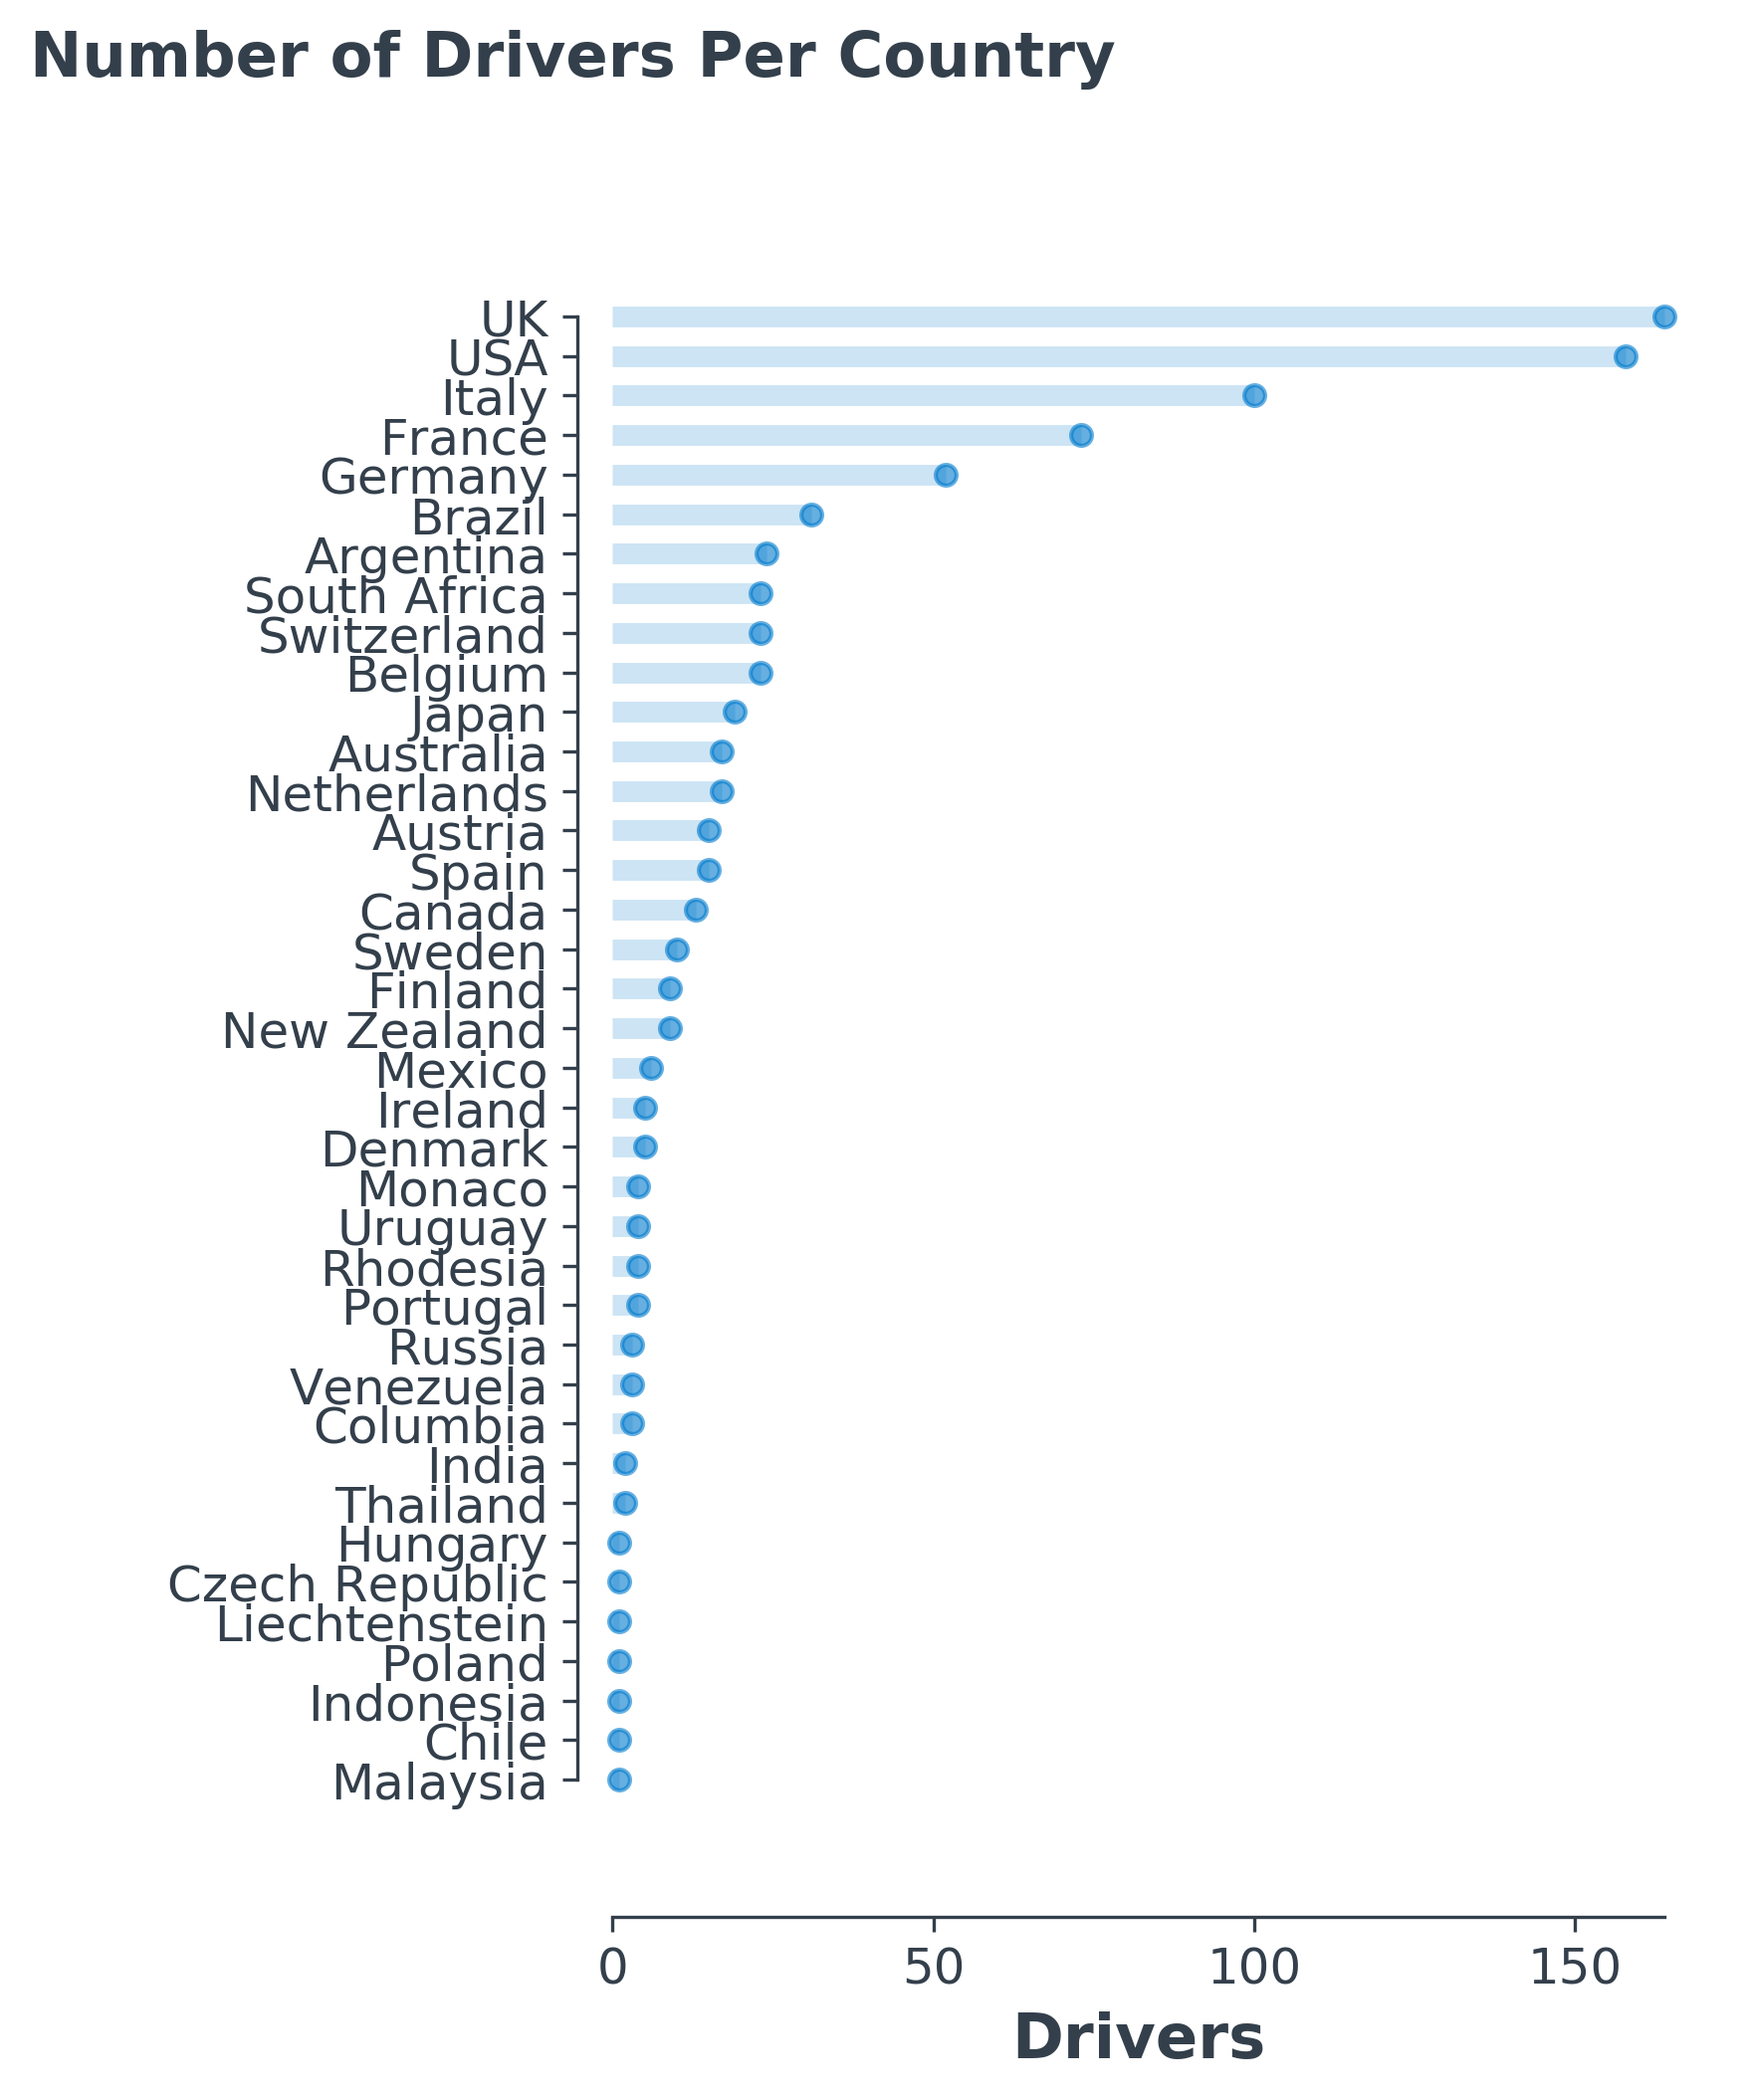 Number of Drivers Per Country
UK
USA
Italy
France
Germany
Brazil
Argentina
South Africa
Switzerland
Belgium
Japan
Australia
Netherlands
Austria
Spain
Canada
Sweden
Finland
New Zealand
Mexico
Ireland
Denmark
Monaco
Uruguay
Rhodesia
Portugal
Russia
Venezuela
Columbia
India
Thailand
Hungary
Czech Republic
Liechtenstein
Poland
Indonesia
Chile
Malaysia
0 50 100 150
Drivers